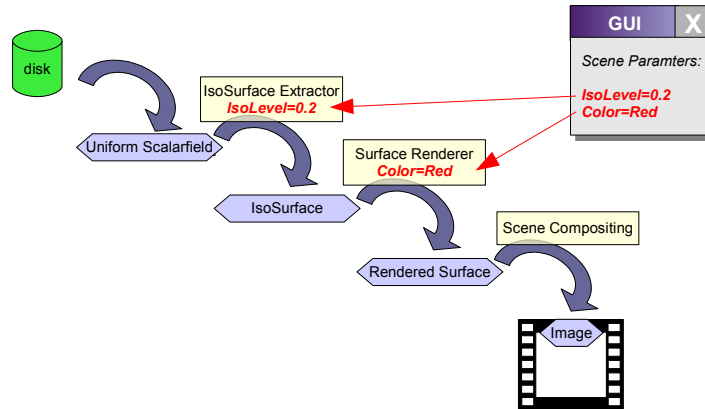 GUI
X
disk
Scene Paramters:
IsoLevel=0.2
Color=Red
IsoSurface Extractor
IsoLevel=0.2
Uniform Scalarfield
Surface Renderer
Color=Red
IsoSurface
Scene Compositing
Rendered Surface
Image